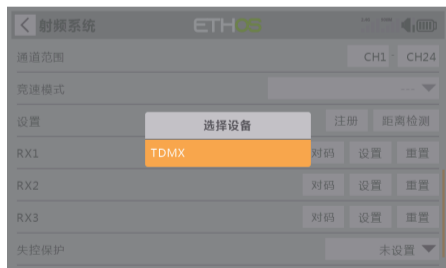 射频系统 ETHOS
通道范围 CH1 - CH24
竞速模式 ---
设置 注册 距离检测
选择设备
TDMX
RX1 对码 设置 重置
RX2 对码 设置 重置
RX3 对码 设置 重置
失控保护 未设置